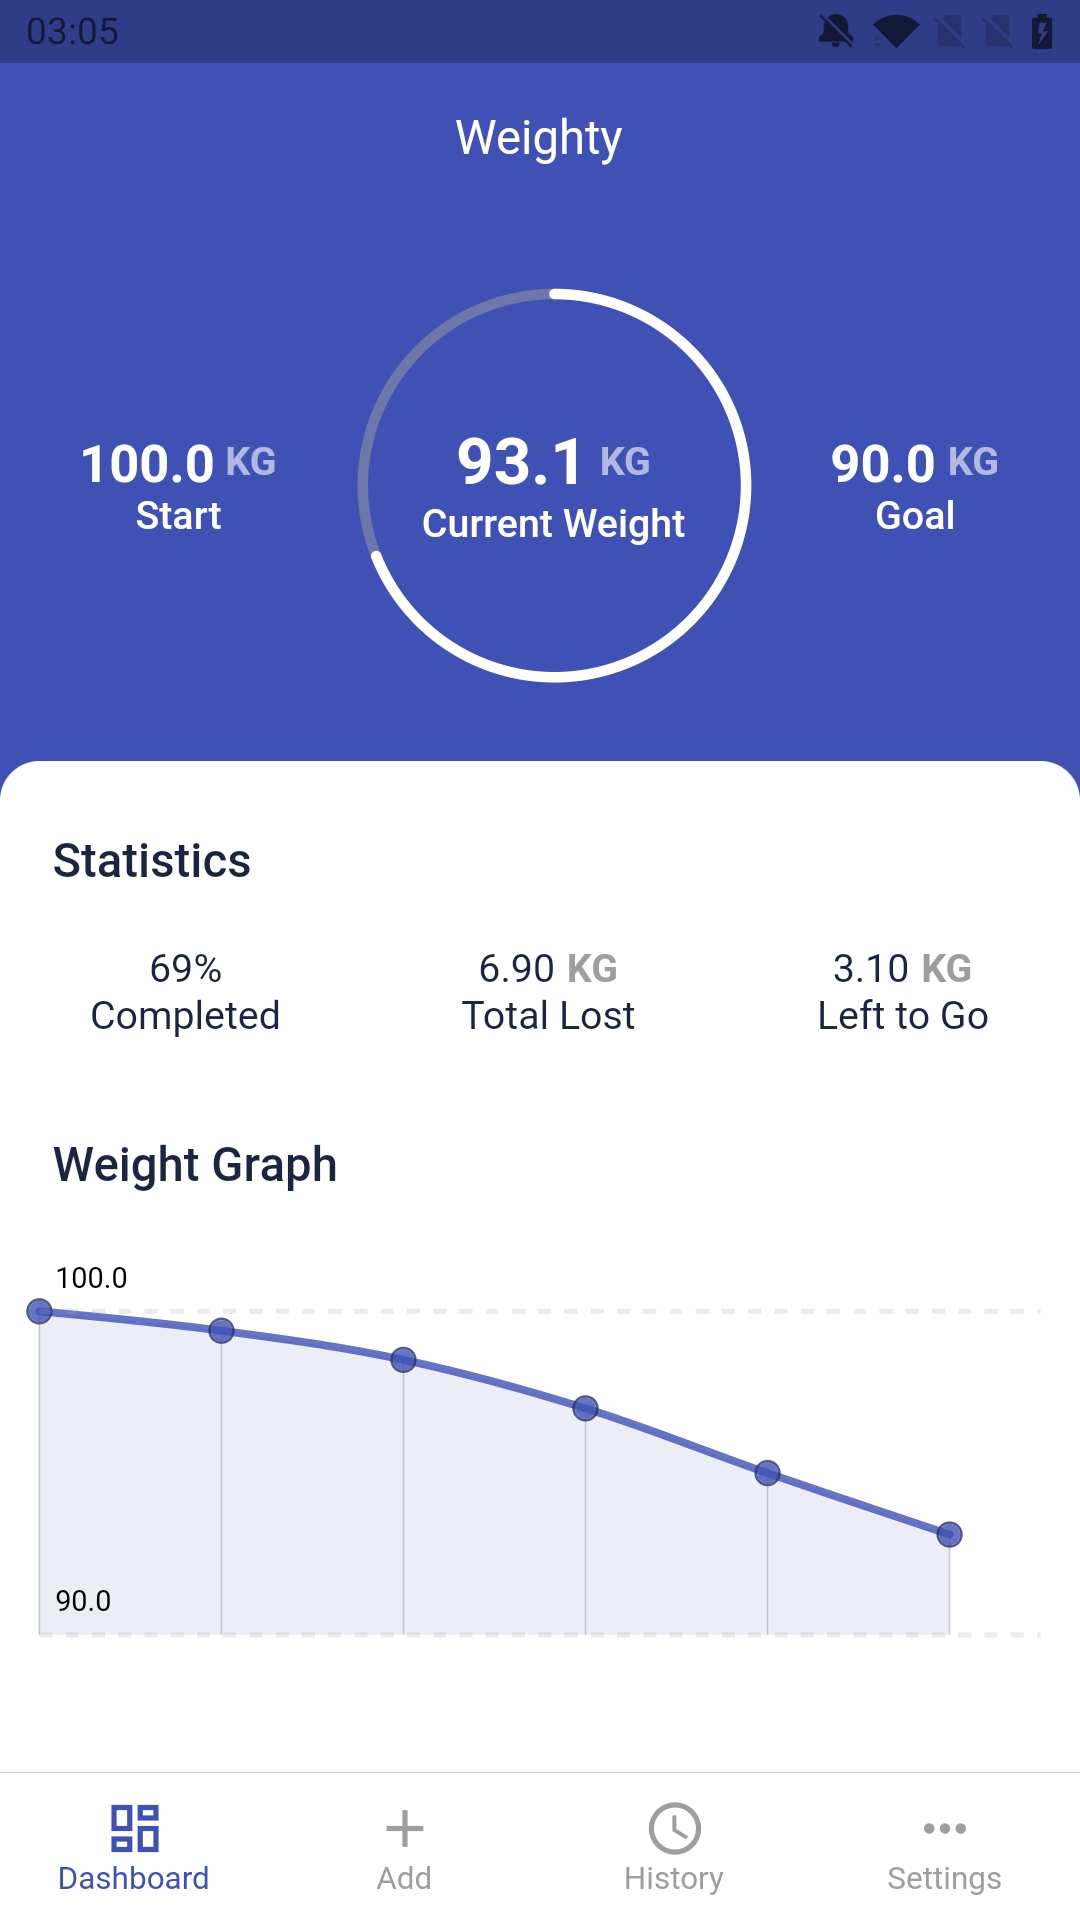 03:05
Weighty
100.0 KG
Start
93.1 KG
Current Weight
90.0 KG
Goal
Statistics
69%
Completed
6.90 KG
Total Lost
3.10 KG
Left to Go
Weight Graph
100.0
90.0
Dashboard
Add
History
Settings